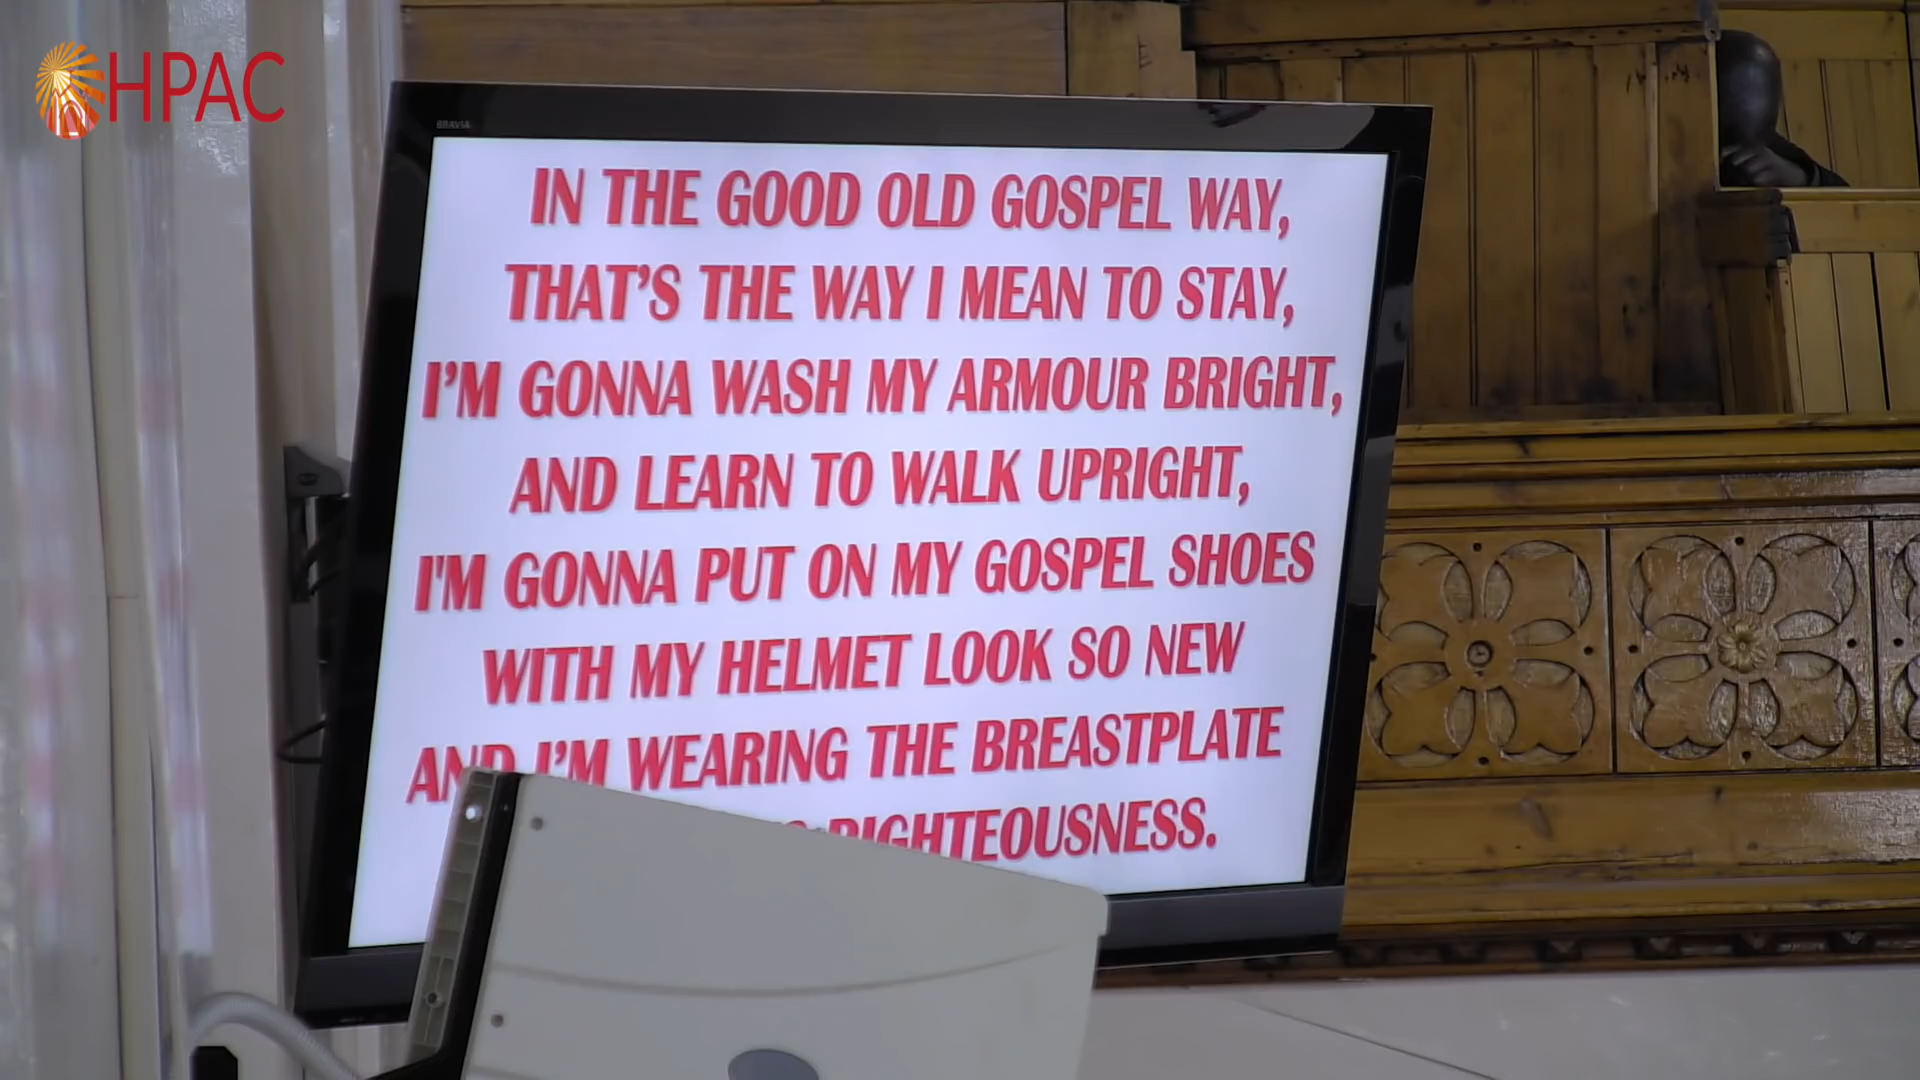 HPAC
BRAVIA
IN THE GOOD OLD GOSPEL WAY,
THAT'S THE WAY I MEAN TO STAY,
I'M GONNA WASH MY ARMOUR BRIGHT,
AND LEARN TO WALK UPRIGHT,
I'M GONNA PUT ON MY GOSPEL SHOES
WITH MY HELMET LOOK SO NEW
AND I'M WEARING THE BREASTPLATE
RIGHTEOUSNESS.